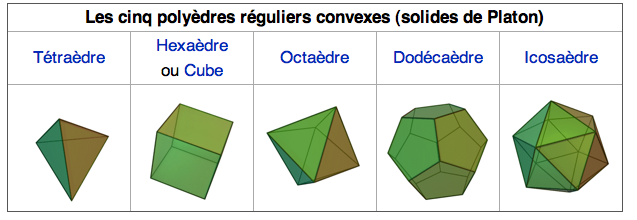 Les cinq polyèdres réguliers convexes (solides de Platon)
Tétraèdre
Hexaèdre
ou Cube
Octaèdre
Dodécaèdre
Icosaèdre